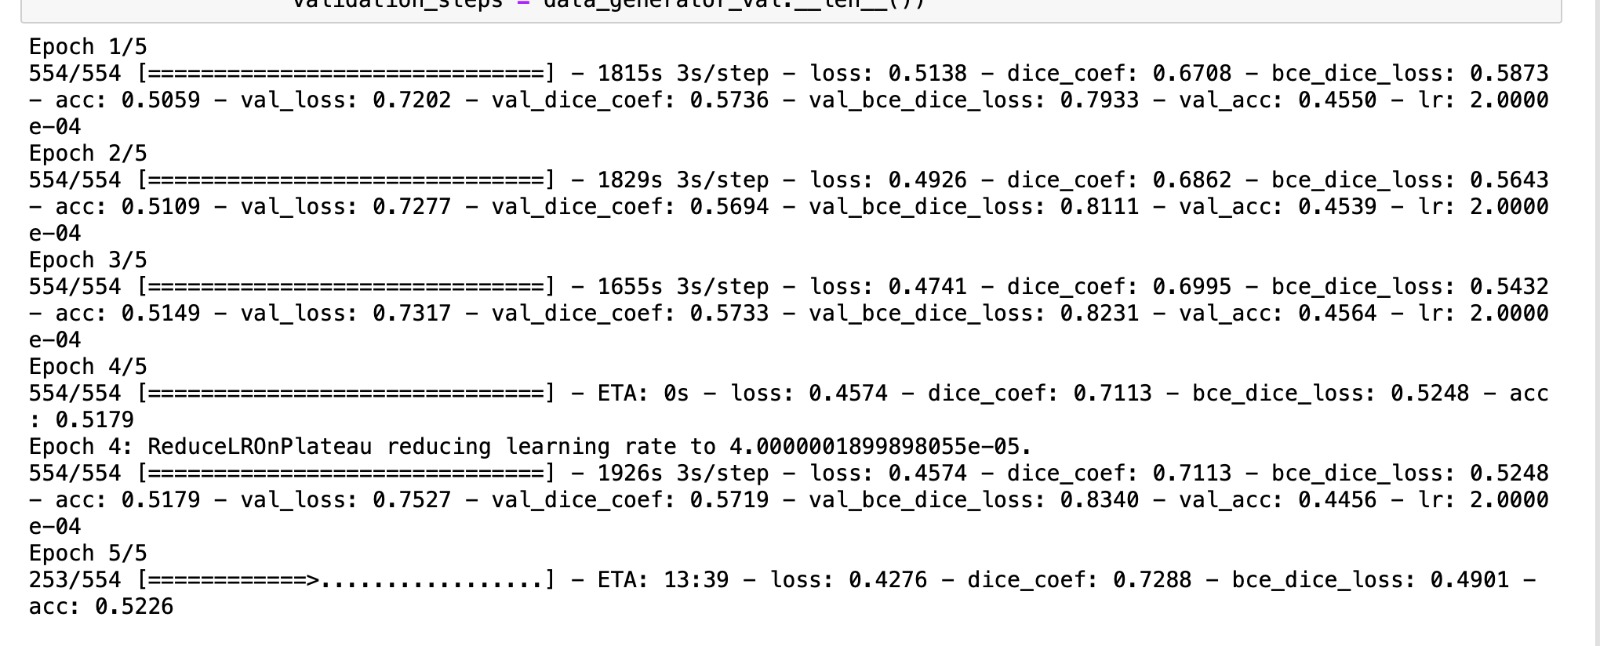 validation_steps = data_generator_val.__len__())
Epoch 1/5
554/554 [==============================] - 1815s 3s/step - loss: 0.5138 - dice_coef: 0.6708 - bce_dice_loss: 0.5873
- acc: 0.5059 - val_loss: 0.7202 - val_dice_coef: 0.5736 - val_bce_dice_loss: 0.7933 - val_acc: 0.4550 - lr: 2.0000
e-04
Epoch 2/5
554/554 [==============================] - 1829s 3s/step - loss: 0.4926 - dice_coef: 0.6862 - bce_dice_loss: 0.5643
- acc: 0.5109 - val_loss: 0.7277 - val_dice_coef: 0.5694 - val_bce_dice_loss: 0.8111 - val_acc: 0.4539 - lr: 2.0000
e-04
Epoch 3/5
554/554 [==============================] - 1655s 3s/step - loss: 0.4741 - dice_coef: 0.6995 - bce_dice_loss: 0.5432
- acc: 0.5149 - val_loss: 0.7317 - val_dice_coef: 0.5733 - val_bce_dice_loss: 0.8231 - val_acc: 0.4564 - lr: 2.0000
e-04
Epoch 4/5
554/554 [==============================] - ETA: 0s - loss: 0.4574 - dice_coef: 0.7113 - bce_dice_loss: 0.5248 - acc
: 0.5179
Epoch 4: ReduceLROnPlateau reducing learning rate to 4.0000001899898055e-05.
554/554 [==============================] - 1926s 3s/step - loss: 0.4574 - dice_coef: 0.7113 - bce_dice_loss: 0.5248
- acc: 0.5179 - val_loss: 0.7527 - val_dice_coef: 0.5719 - val_bce_dice_loss: 0.8340 - val_acc: 0.4456 - lr: 2.0000
e-04
Epoch 5/5
253/554 [============>.................] - ETA: 13:39 - loss: 0.4276 - dice_coef: 0.7288 - bce_dice_loss: 0.4901 -
acc: 0.5226